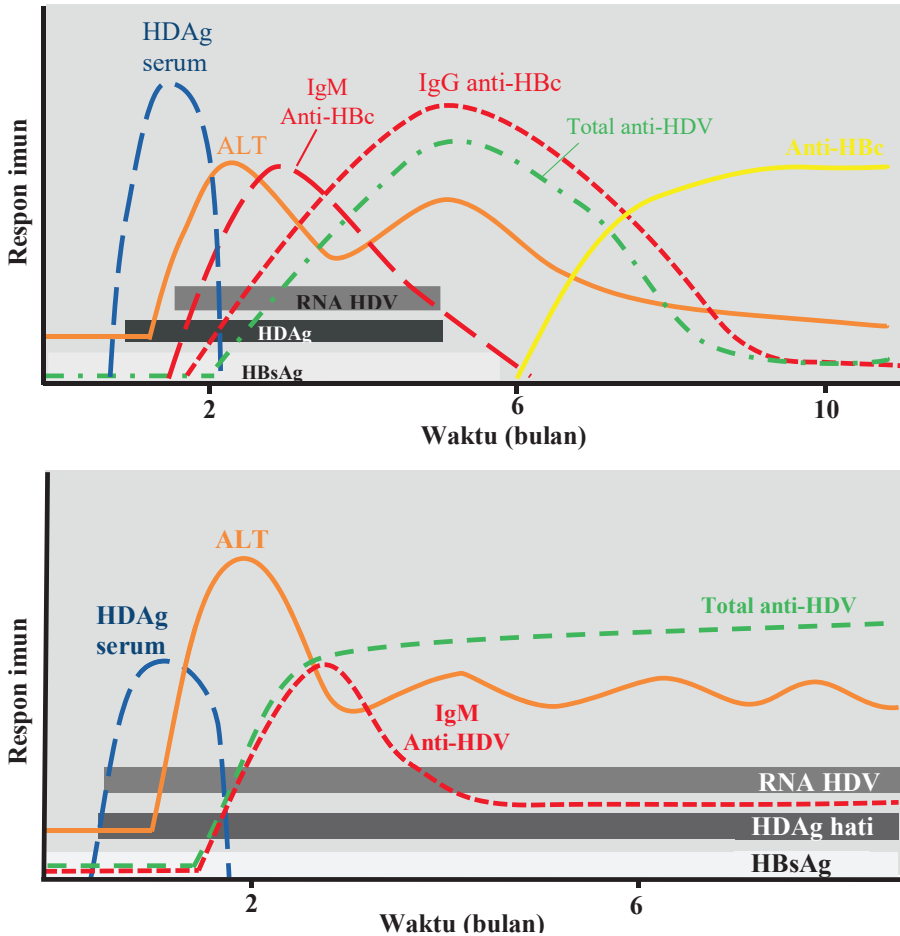 HDAg
serum
IgM
Anti-HBc
IgG anti-HBc
Total anti-HDV
ALT
Anti-HBc
RNA HDV
HDAg
HBsAg
Respon imun
2
6
10
Waktu (bulan)
ALT
HDAg
serum
Total anti-HDV
IgM
Anti-HDV
RNA HDV
HDAg hati
HBsAg
Respon imun
2
6
Waktu (bulan)